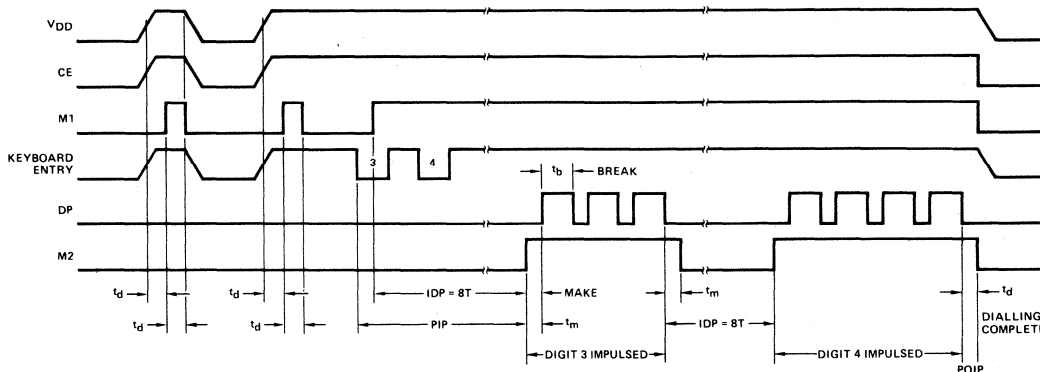 VDD
CE
M1
KEYBOARD
ENTRY
3
4
tb
BREAK
DP
M2
td
td
IDP = 8T
MAKE
tm
td
td
td
PIP
tm
IDP = 8T
DIALLING
COMPLETE
DIGIT 3 IMPULSED
DIGIT 4 IMPULSED
POIP